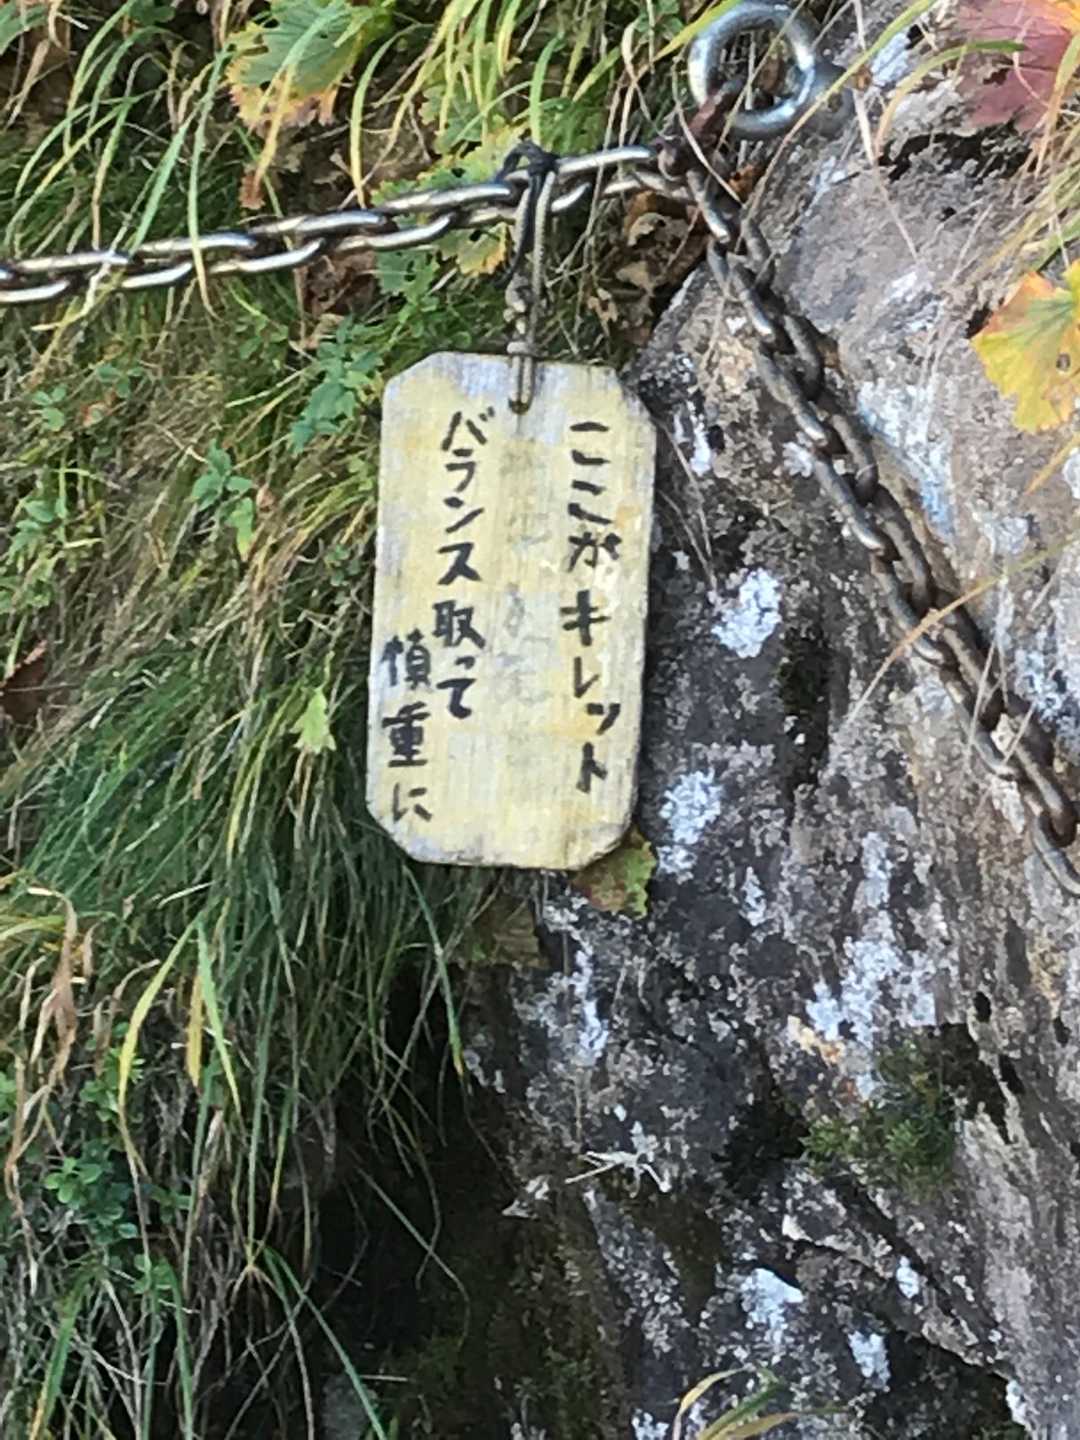 ここがキレット
バランス取って
慎重に